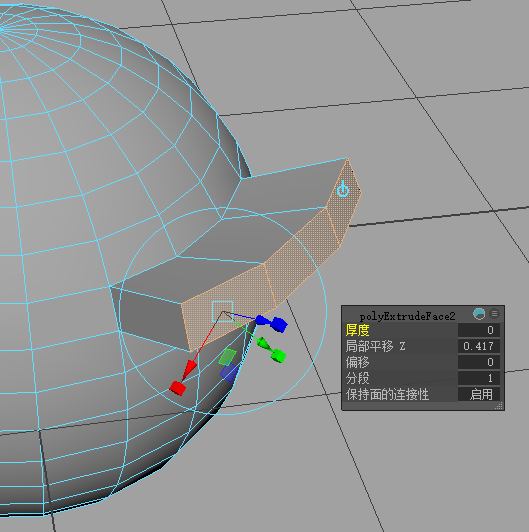 polyExtrudeFace2
厚度 0
局部平移 Z 0.417
偏移 0
分段 1
保持面的连接性 启用